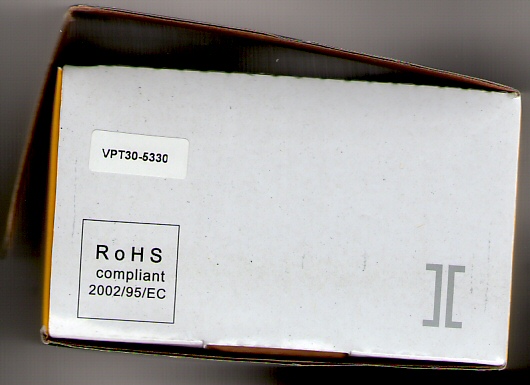 VPT30-5330
RoHS
compliant
2002/95/EC